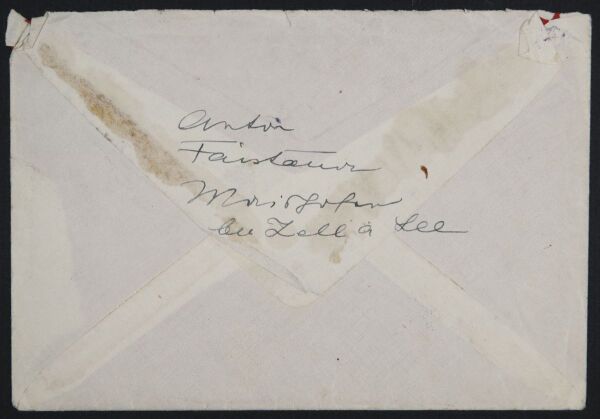 Anton
Faistauer
Maishofen
bei Zell a See